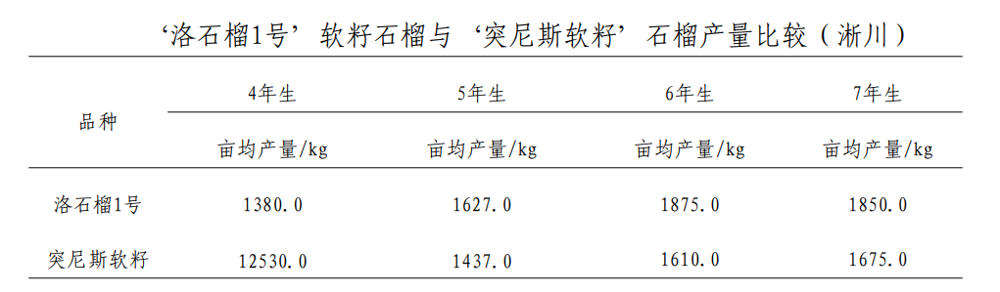 ‘洛石榴1号’软籽石榴与‘突尼斯软籽’石榴产量比较(淅川)
品种 4年生 5年生 6年生 7年生
亩均产量/kg 亩均产量/kg 亩均产量/kg 亩均产量/kg
洛石榴1号 1380.0 1627.0 1875.0 1850.0
突尼斯软籽 12530.0 1437.0 1610.0 1675.0